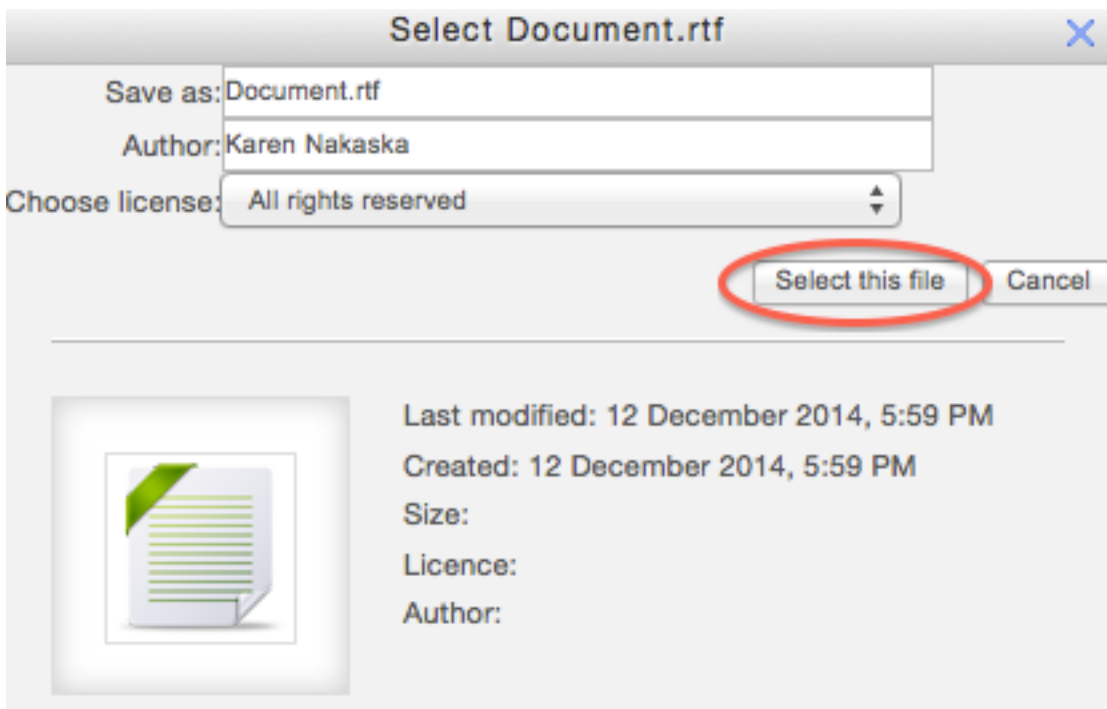 Select Document.rtf
Save as: Document.rtf
Author: Karen Nakaska
Choose license: All rights reserved
Select this file Cancel
Last modified: 12 December 2014, 5:59 PM
Created: 12 December 2014, 5:59 PM
Size:
Licence:
Author: